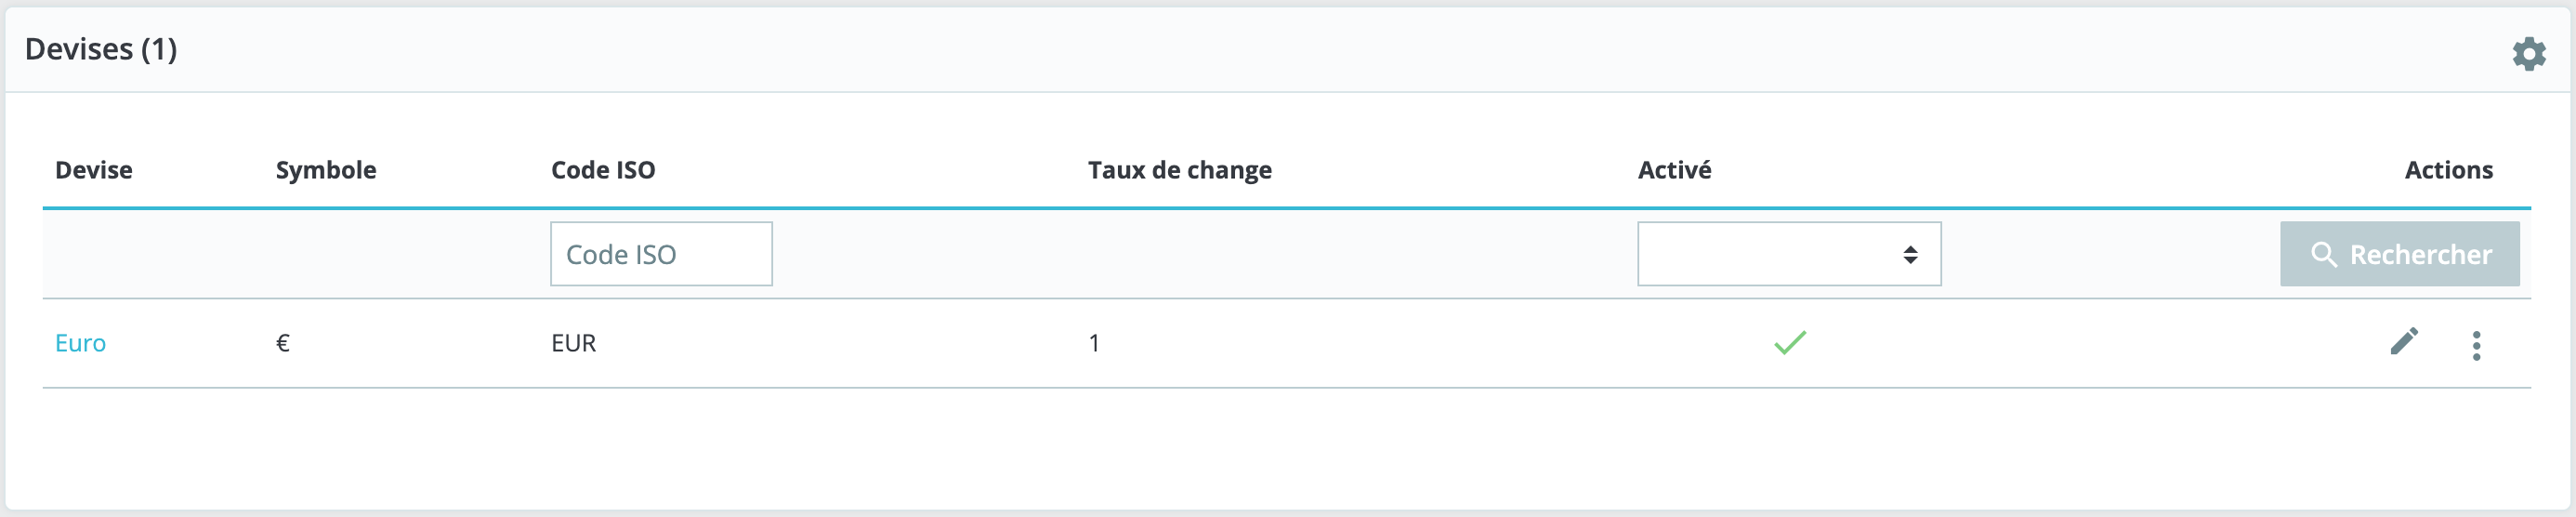 Devises (1)
Devise Symbole Code ISO Taux de change Activé Actions
Code ISO Rechercher
Euro € EUR 1